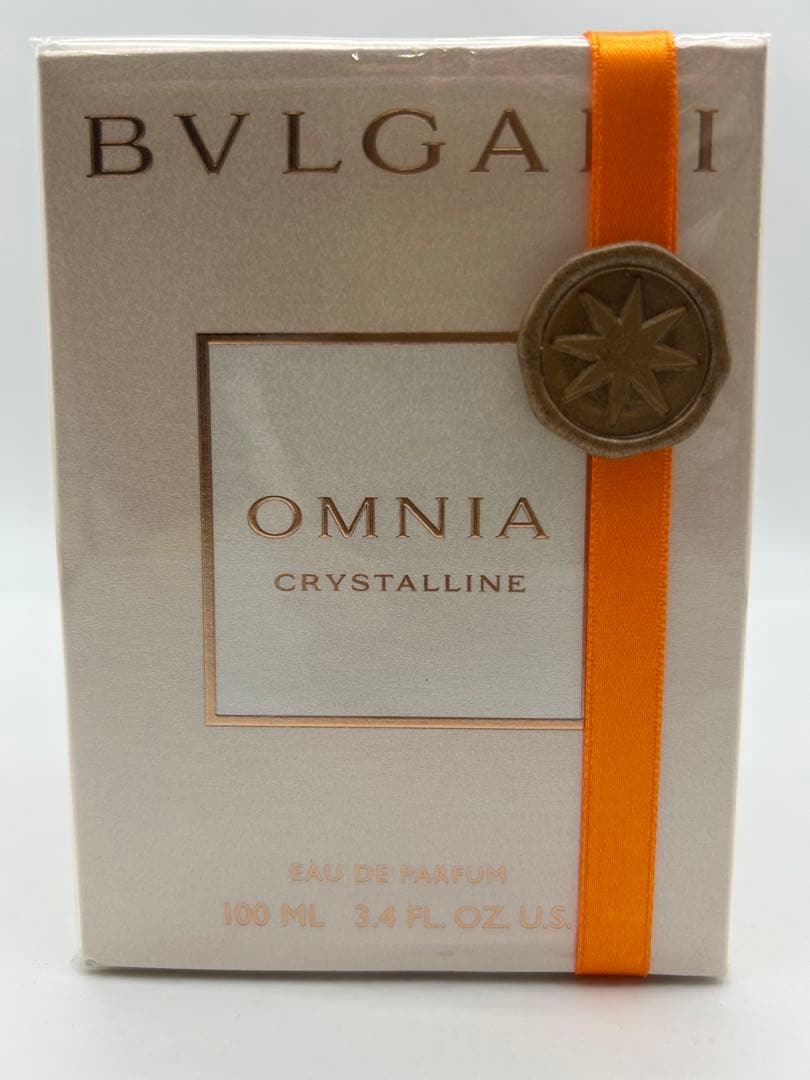 BVLGARI
OMNIA
CRYSTALLINE
EAU DE PARFUM
100 ML 3.4 FL. OZ. U.S.